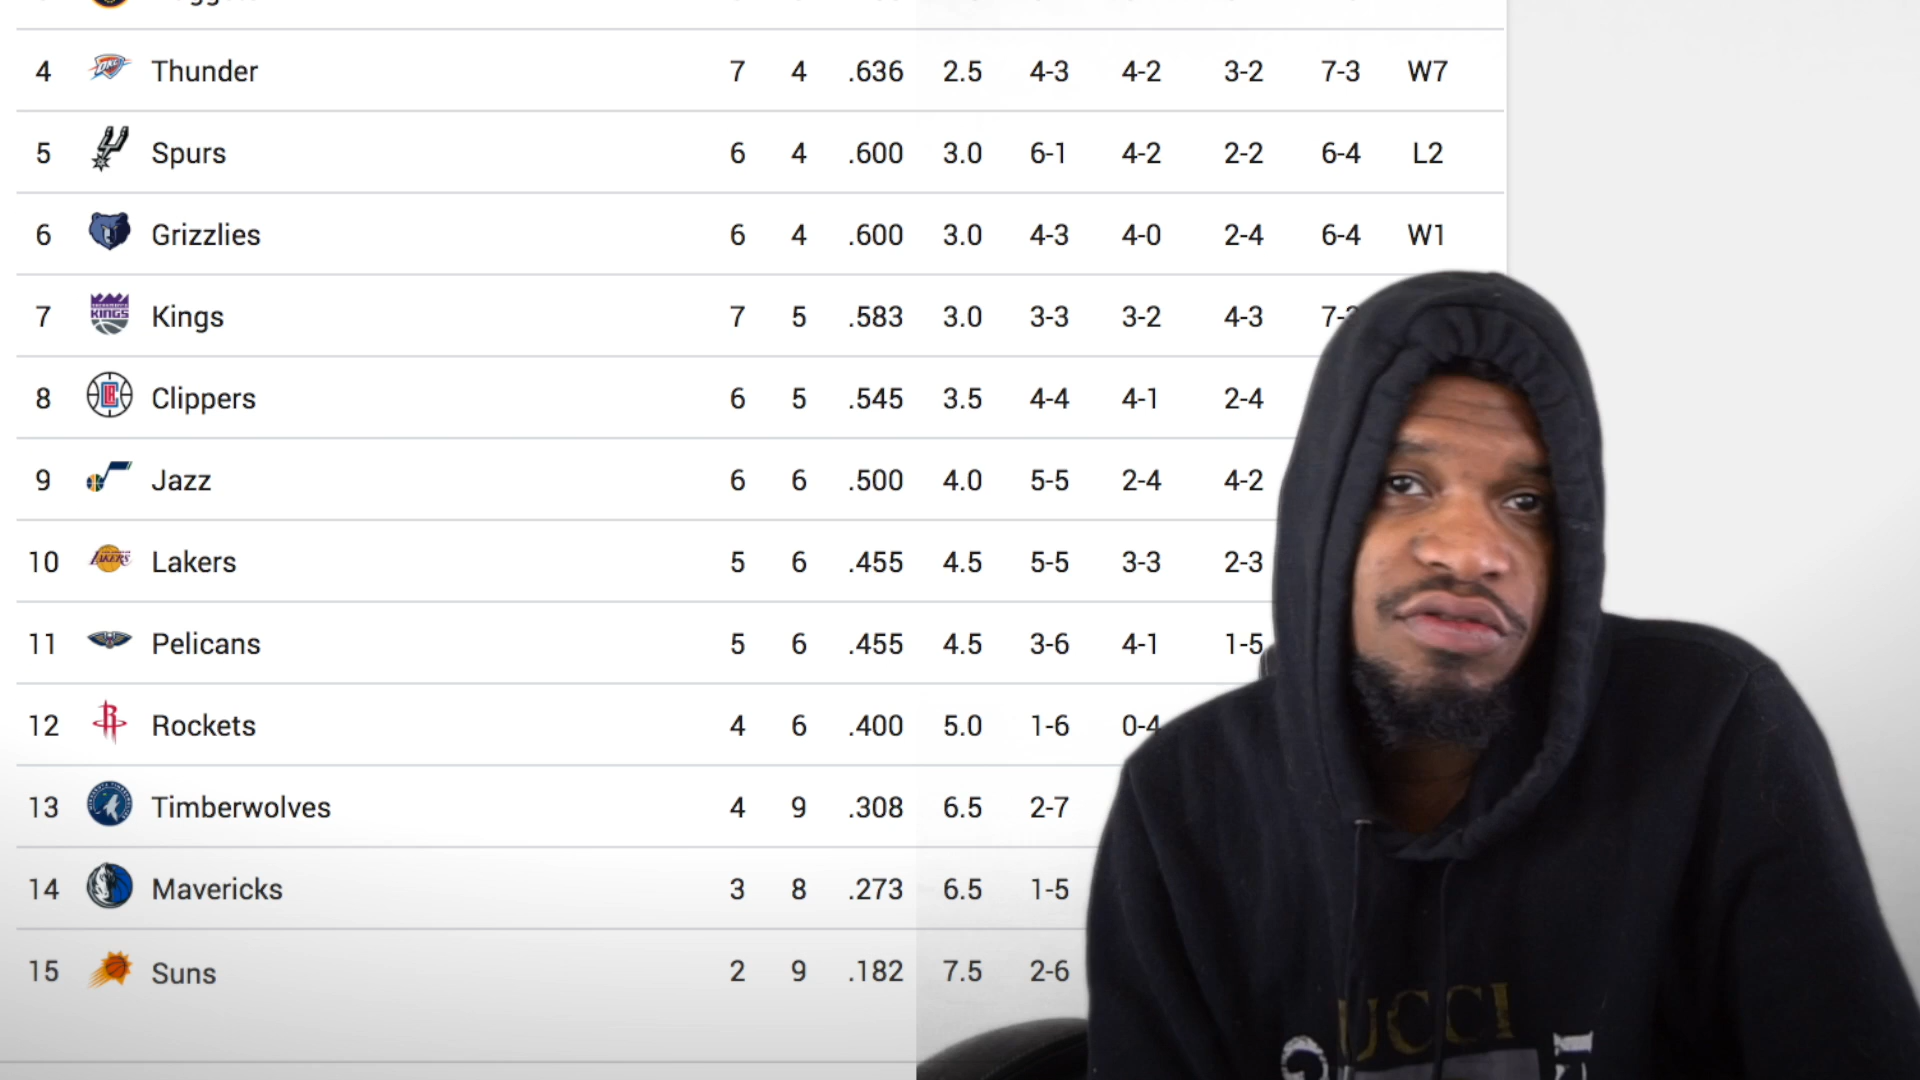 4 Thunder 7 4 .636 2.5 4-3 4-2 3-2 7-3 W7
5 Spurs 6 4 .600 3.0 6-1 4-2 2-2 6-4 L2
6 Grizzlies 6 4 .600 3.0 4-3 4-0 2-4 6-4 W1
7 KINGS Kings 7 5 .583 3.0 3-3 3-2 4-3 7-
8 Clippers 6 5 .545 3.5 4-4 4-1 2-4
9 Jazz 6 6 .500 4.0 5-5 2-4 4-2
10 LAKERS Lakers 5 6 .455 4.5 5-5 3-3 2-3
11 Pelicans 5 6 .455 4.5 3-6 4-1 1-5
12 Rockets 4 6 .400 5.0 1-6 0-4
13 Timberwolves 4 9 .308 6.5 2-7
14 Mavericks 3 8 .273 6.5 1-5
15 Suns 2 9 .182 7.5 2-6
UCCI